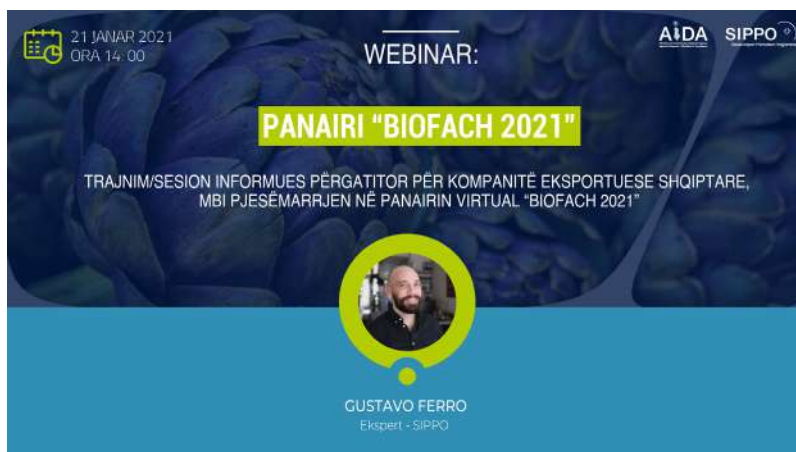 21 JANAR 2021
ORA 14:00
WEBINAR:
AiDA
SIPPO
PANAIRI “BIOFACH 2021”
TRAJNIM/SESION INFORMUES PËRGATITOR PËR KOMPANITË EKSPORTUESE SHQIPTARE,
MBI PJESËMARRJEN NË PANAIRIN VIRTUAL “BIOFACH 2021”
GUSTAVO FERRO
Ekspert - SIPPO